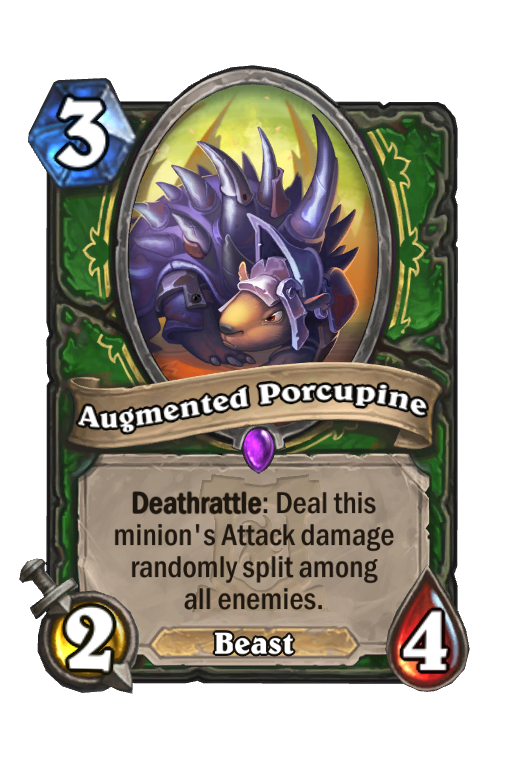 3
Augmented Porcupine
Deathrattle: Deal this
minion's Attack damage
randomly split among
all enemies.
2
Beast
4